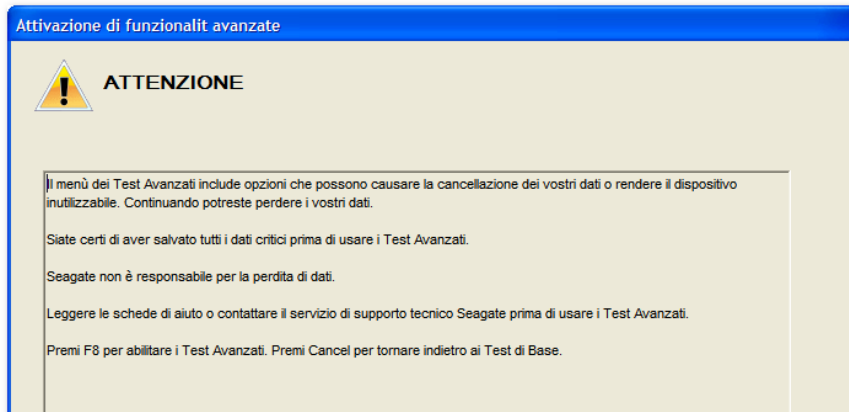 Attivazione di funzionalit avanzate
ATTENZIONE
Il menù dei Test Avanzati include opzioni che possono causare la cancellazione dei vostri dati o rendere il dispositivo
inutilizzabile. Continuando potreste perdere i vostri dati.
Siate certi di aver salvato tutti i dati critici prima di usare i Test Avanzati.
Seagate non è responsabile per la perdita di dati.
Leggere le schede di aiuto o contattare il servizio di supporto tecnico Seagate prima di usare i Test Avanzati.
Premi F8 per abilitare i Test Avanzati. Premi Cancel per tornare indietro ai Test di Base.